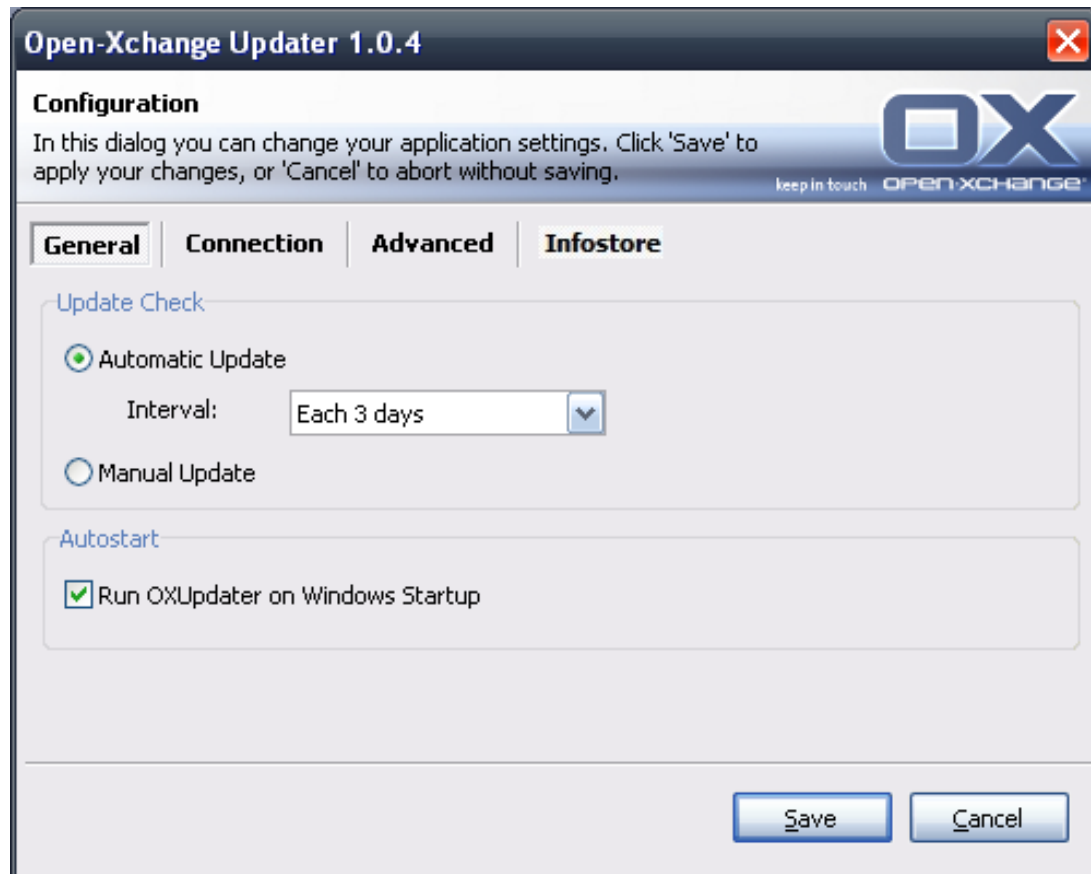 Open-Xchange Updater 1.0.4
Configuration
In this dialog you can change your application settings. Click 'Save' to
apply your changes, or 'Cancel' to abort without saving.
OX
keep in touch OPEN-XCHANGE
General Connection Advanced Infostore
Update Check
Automatic Update
Interval: Each 3 days
Manual Update
Autostart
Run OXUpdater on Windows Startup
Save Cancel